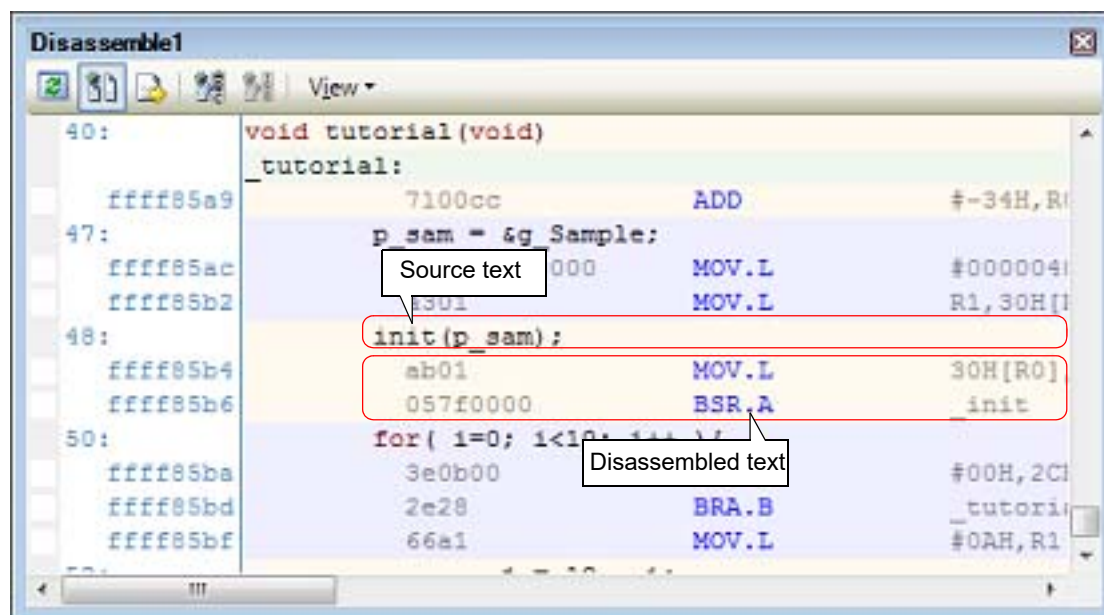 Disassemble1
View
40: void tutorial(void)
_tutorial:
ffff85a9 7100cc ADD #-34H,R
47: p_sam = &g_Sample;
ffff85ac 000 MOV.L #000004
Source text
ffff85b2 301 MOV.L R1,30H[
48: init(p_sam);
ffff85b4 ab01 MOV.L 30H[R0],
ffff85b6 057f0000 BSR.A _init
50: for( i=0; i<10;
Disassembled text
ffff85ba 3e0b00 #00H,2C
ffff85bd 2e28 BRA.B _tutori
ffff85bf 66a1 MOV.L #0AH,R1